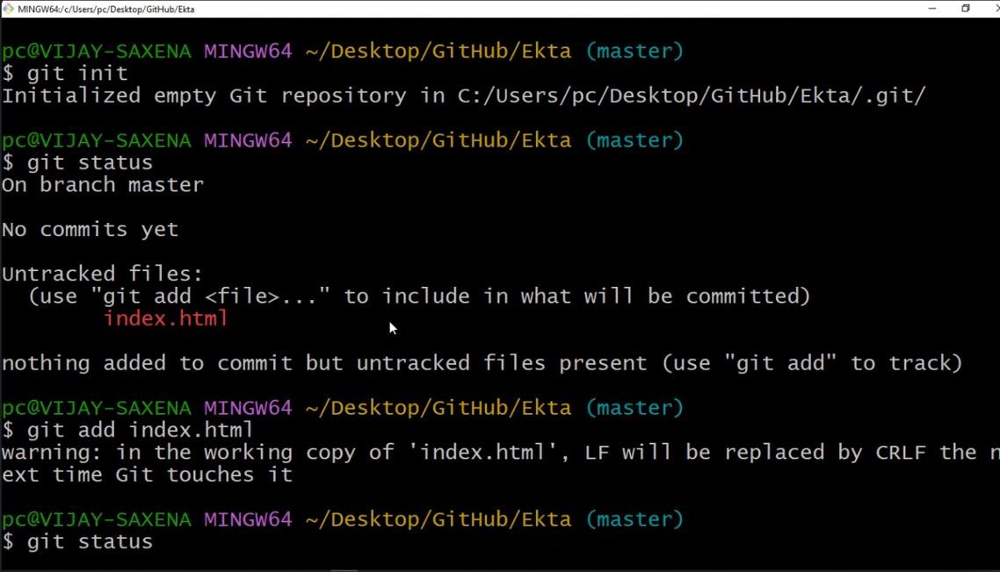 MINGW64:/c/Users/pc/Desktop/GitHub/Ekta
pc@VIJAY-SAXENA MINGW64 ~/Desktop/GitHub/Ekta (master)
$ git init
Initialized empty Git repository in C:/Users/pc/Desktop/GitHub/Ekta/.git/
pc@VIJAY-SAXENA MINGW64 ~/Desktop/GitHub/Ekta (master)
$ git status
On branch master
No commits yet
Untracked files:
(use "git add <file>..." to include in what will be committed)
index.html
nothing added to commit but untracked files present (use "git add" to track)
pc@VIJAY-SAXENA MINGW64 ~/Desktop/GitHub/Ekta (master)
$ git add index.html
warning: in the working copy of 'index.html', LF will be replaced by CRLF the n
ext time Git touches it
pc@VIJAY-SAXENA MINGW64 ~/Desktop/GitHub/Ekta (master)
$ git status